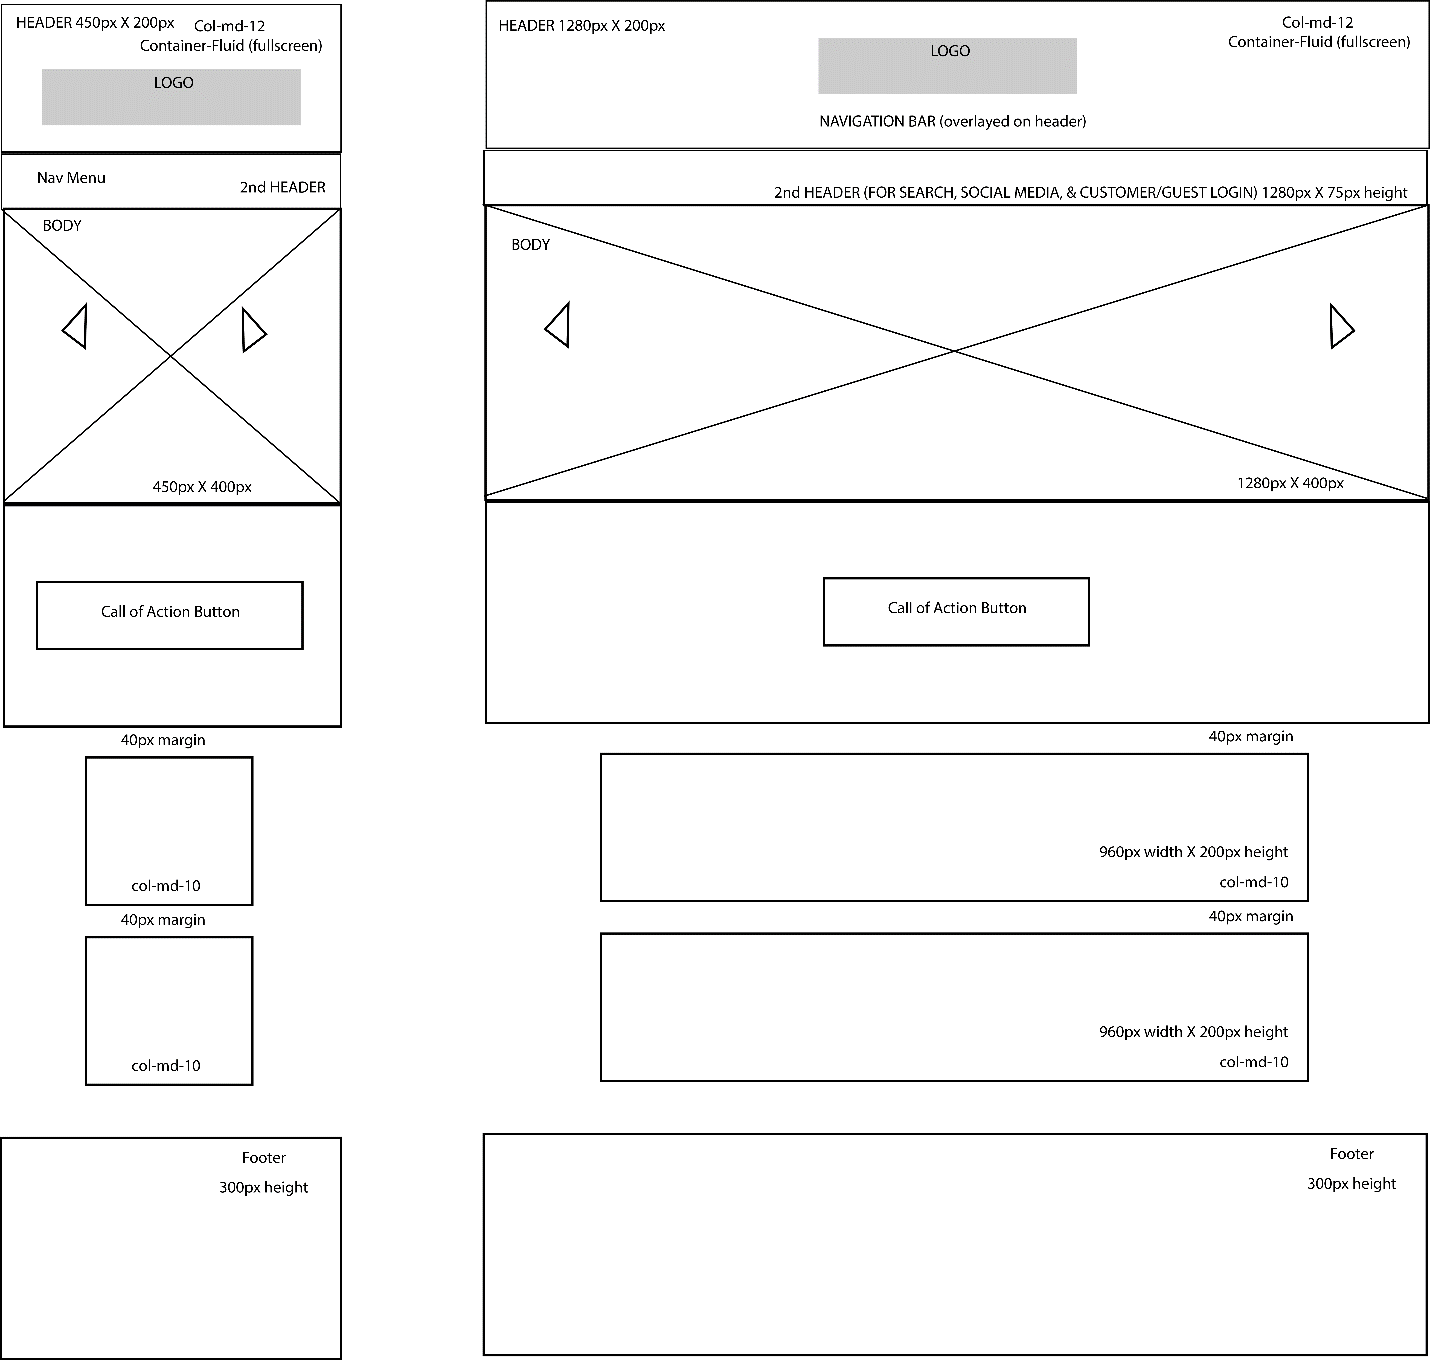 HEADER 450px X 200px
Col-md-12
Container-Fluid (fullscreen)
LOGO
Nav Menu
2nd HEADER
BODY
450px X 400px
Call of Action Button
40px margin
col-md-10
40px margin
col-md-10
Footer
300px height
HEADER 1280px X 200px
Col-md-12
Container-Fluid (fullscreen)
LOGO
NAVIGATION BAR (overlayed on header)
2nd HEADER (FOR SEARCH, SOCIAL MEDIA, & CUSTOMER/GUEST LOGIN) 1280px X 75px height
BODY
1280px X 400px
Call of Action Button
40px margin
960px width X 200px height
col-md-10
40px margin
960px width X 200px height
col-md-10
Footer
300px height